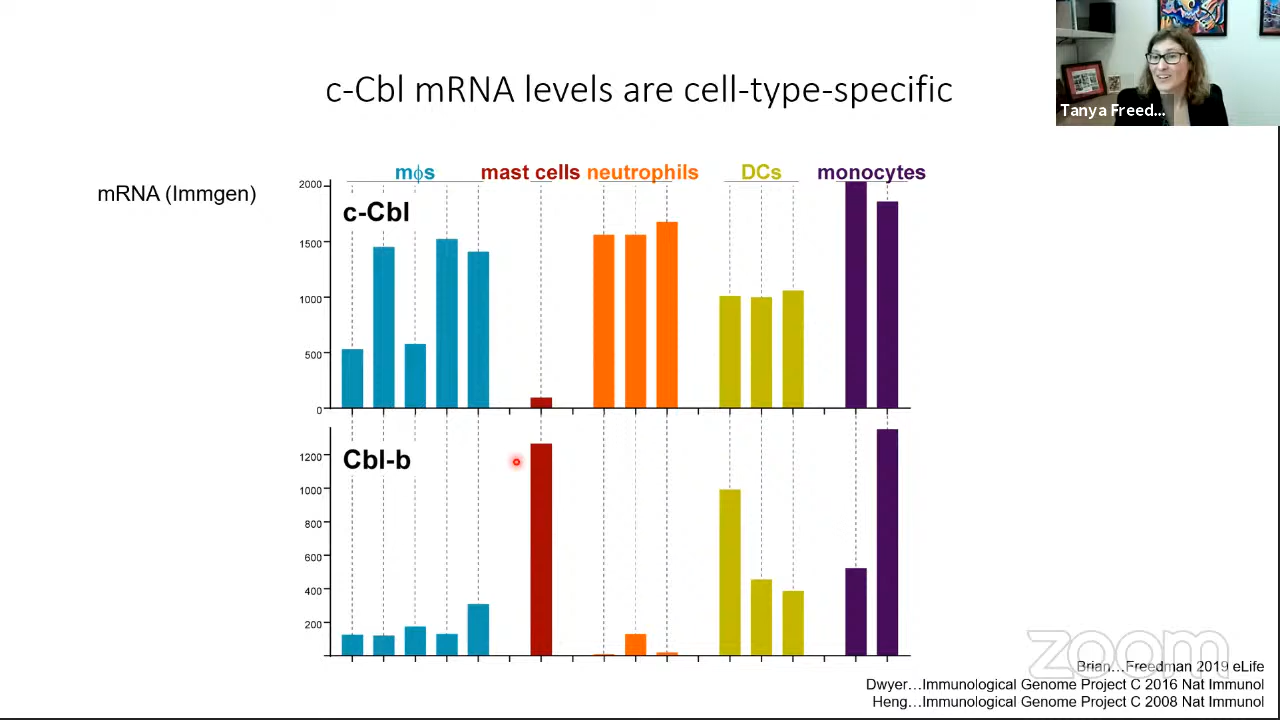 c-Cbl mRNA levels are cell-type-specific
Tanya Freed...
mRNA (Immgen)
mϕs mast cells neutrophils DCs monocytes
c-Cbl
2000
1500
1000
500
0
Cbl-b
1200
1000
800
600
400
200
zoom
Brian…Freedman 2019 eLife
Dwyer…Immunological Genome Project C 2016 Nat Immunol
Heng…Immunological Genome Project C 2008 Nat Immunol